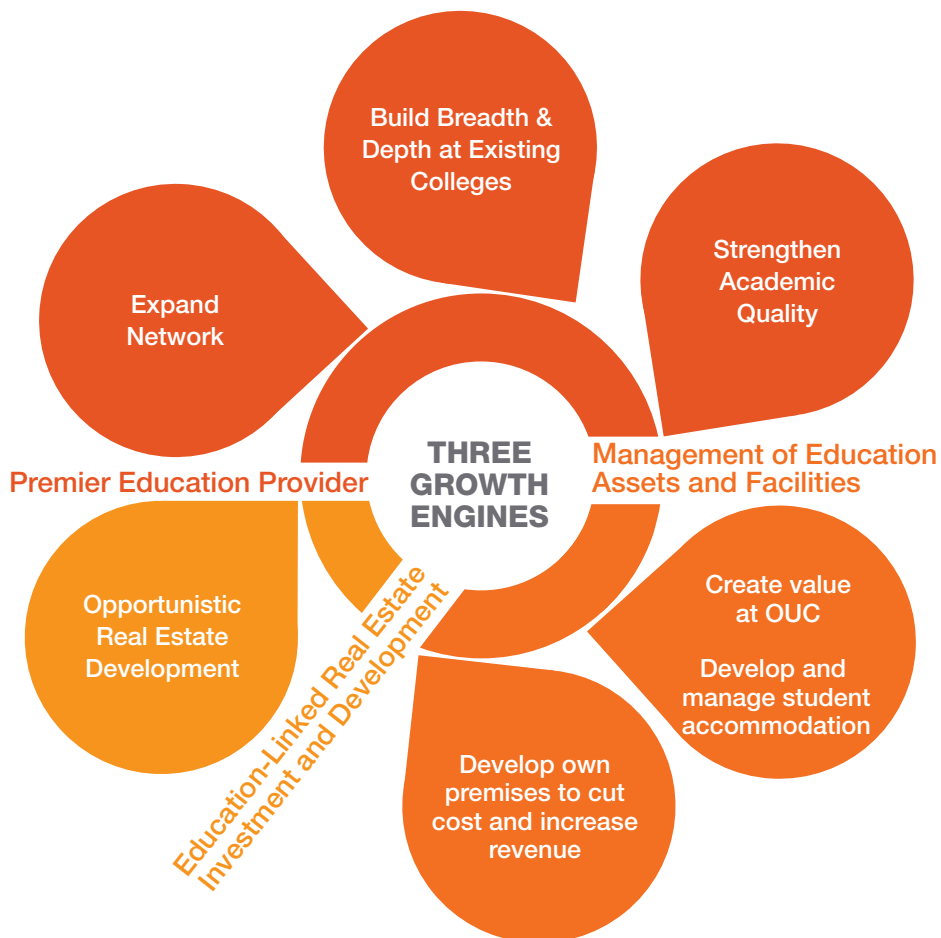 Build Breadth &
Depth at Existing
Colleges
Strengthen
Academic
Quality
Expand
Network
THREE
GROWTH
ENGINES
Premier Education Provider
Management of Education
Assets and Facilities
Opportunistic
Real Estate
Development
Education-Linked Real Estate
Investment and Development
Create value
at OUC
Develop and
manage student
accommodation
Develop own
premises to cut
cost and increase
revenue